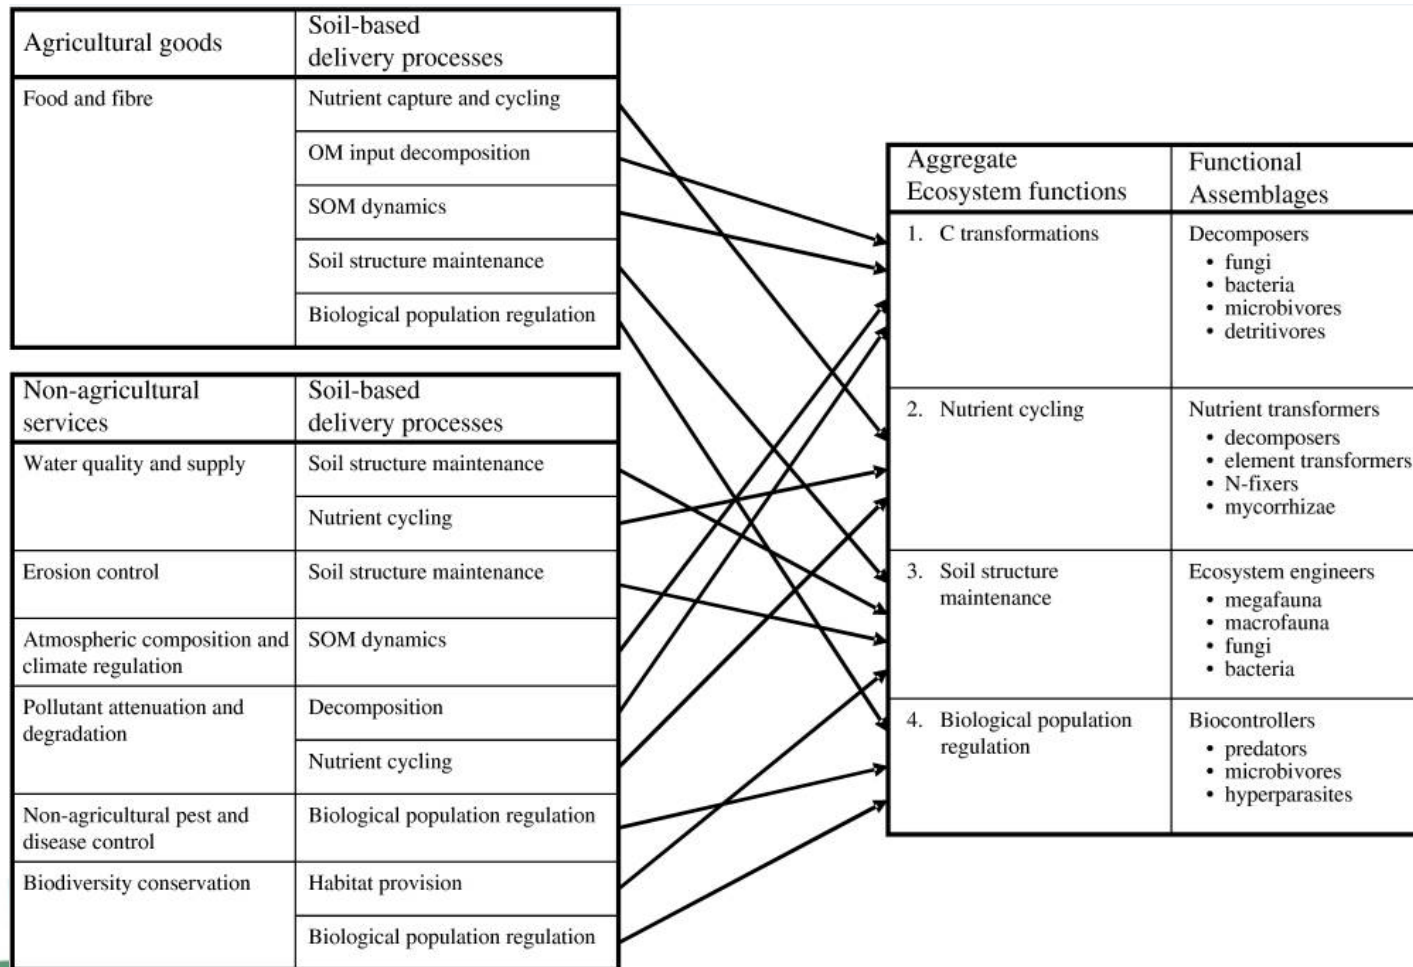 Agricultural goods
Soil-based
delivery processes
Food and fibre
Nutrient capture and cycling
OM input decomposition
SOM dynamics
Soil structure maintenance
Biological population regulation
Non-agricultural
services
Soil-based
delivery processes
Water quality and supply
Soil structure maintenance
Nutrient cycling
Erosion control
Soil structure maintenance
Atmospheric composition and
climate regulation
SOM dynamics
Pollutant attenuation and
degradation
Decomposition
Nutrient cycling
Non-agricultural pest and
disease control
Biological population regulation
Biodiversity conservation
Habitat provision
Biological population regulation
Aggregate
Ecosystem functions
Functional
Assemblages
1. C transformations
Decomposers
• fungi
• bacteria
• microbivores
• detritivores
2. Nutrient cycling
Nutrient transformers
• decomposers
• element transformers
• N-fixers
• mycorrhizae
3. Soil structure
maintenance
Ecosystem engineers
• megafauna
• macrofauna
• fungi
• bacteria
4. Biological population
regulation
Biocontrollers
• predators
• microbivores
• hyperparasites